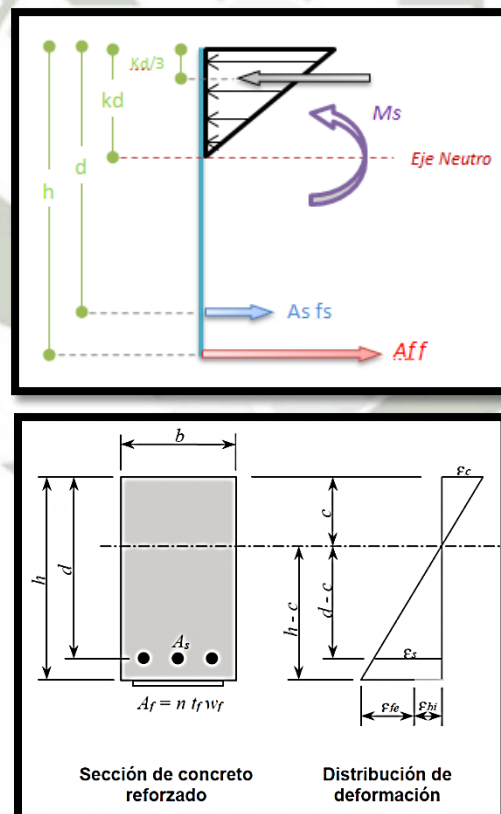 Kd/3
kd
Ms
Eje Neutro
d
h
As fs
Aff
b
εc
c
h
d
d - c
h - c
As
εs
Af = n tf wf
εfe
εbi
Sección de concreto
reforzado
Distribución de
deformación